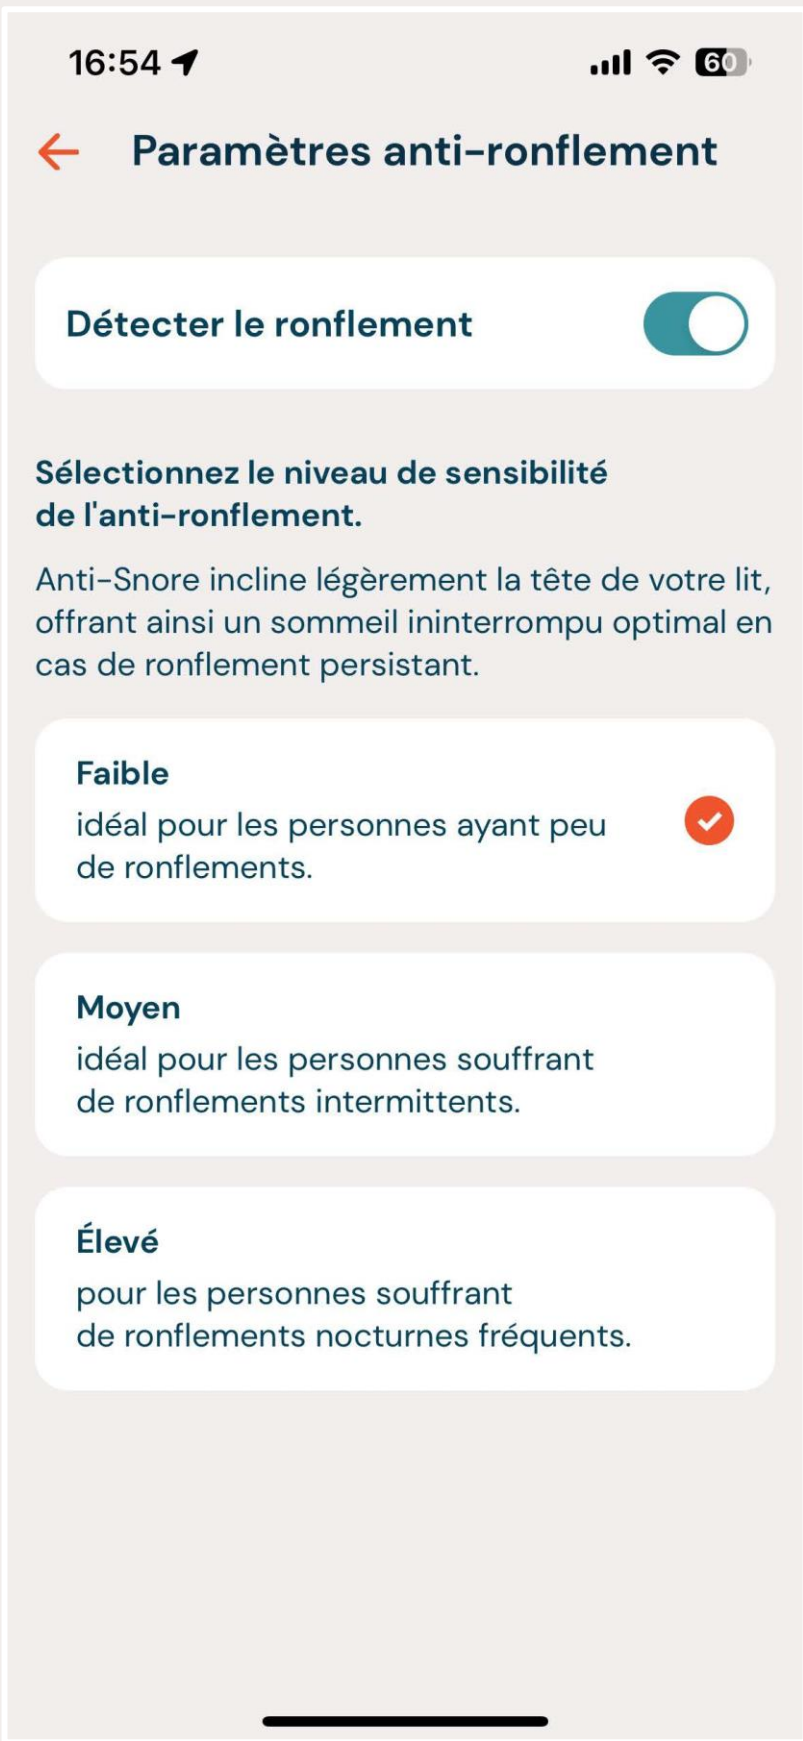 16:54
60
Paramètres anti-ronflement
Détecter le ronflement
Sélectionnez le niveau de sensibilité
de l'anti-ronflement.
Anti-Snore incline légèrement la tête de votre lit,
offrant ainsi un sommeil ininterrompu optimal en
cas de ronflement persistant.
Faible
idéal pour les personnes ayant peu
de ronflements.
Moyen
idéal pour les personnes souffrant
de ronflements intermittents.
Élevé
pour les personnes souffrant
de ronflements nocturnes fréquents.